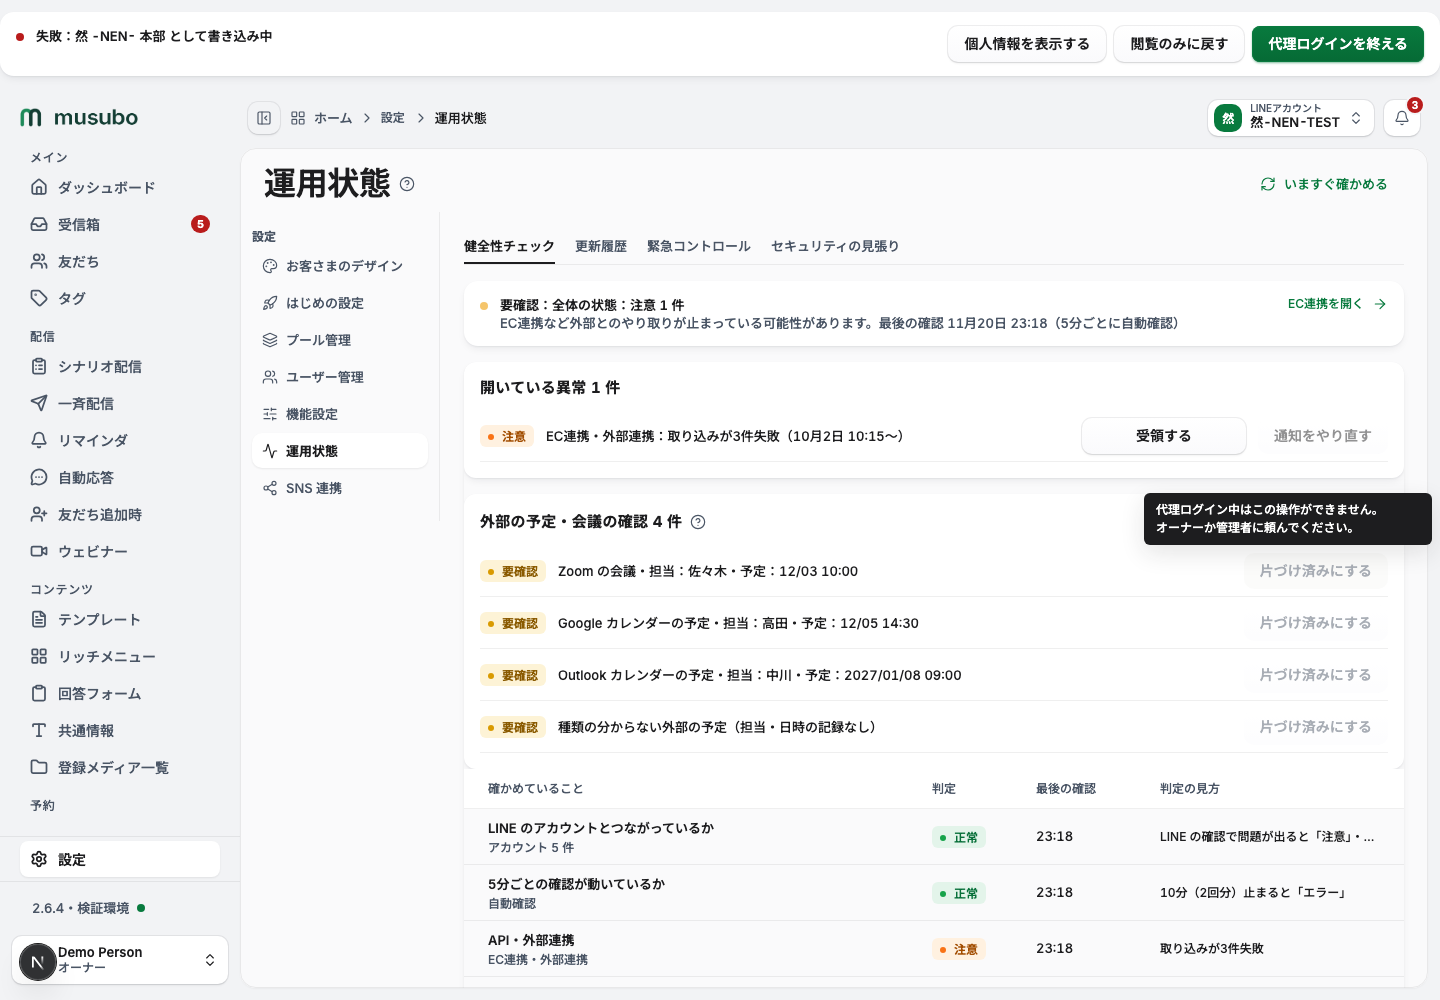 失敗：然 -NEN- 本部 として書き込み中
個人情報を表示する
閲覧のみに戻す
代理ログインを終える
musubo
ホーム
設定
運用状態
然
LINEアカウント
然-NEN-TEST
3
メイン
ダッシュボード
受信箱
5
友だち
タグ
配信
シナリオ配信
一斉配信
リマインダ
自動応答
友だち追加時
ウェビナー
コンテンツ
テンプレート
リッチメニュー
回答フォーム
共通情報
登録メディア一覧
予約
設定
2.6.4・検証環境
N
Demo Person
オーナー
運用状態
いますぐ確かめる
設定
お客さまのデザイン
はじめの設定
プール管理
ユーザー管理
機能設定
運用状態
SNS 連携
健全性チェック
更新履歴
緊急コントロール
セキュリティの見張り
要確認：全体の状態：注意 1 件
EC連携など外部とのやり取りが止まっている可能性があります。最後の確認 11月20日 23:18（5分ごとに自動確認）
EC連携を開く
開いている異常 1 件
注意
EC連携・外部連携：取り込みが3件失敗（10月2日 10:15〜）
受領する
通知をやり直す
代理ログイン中はこの操作ができません。
オーナーか管理者に頼んでください。
外部の予定・会議の確認 4 件
要確認
Zoom の会議・担当：佐々木・予定：12/03 10:00
片づけ済みにする
要確認
Google カレンダーの予定・担当：高田・予定：12/05 14:30
片づけ済みにする
要確認
Outlook カレンダーの予定・担当：中川・予定：2027/01/08 09:00
片づけ済みにする
要確認
種類の分からない外部の予定（担当・日時の記録なし）
片づけ済みにする
確かめていること
判定
最後の確認
判定の見方
LINE のアカウントとつながっているか
アカウント 5 件
正常
23:18
LINE の確認で問題が出ると「注意」・...
5分ごとの確認が動いているか
自動確認
正常
23:18
10分（2回分）止まると「エラー」
API・外部連携
EC連携・外部連携
注意
23:18
取り込みが3件失敗